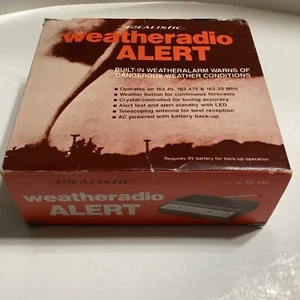 REALISTIC
weatheradio
ALERT
BUILT-IN WEATHERALARM WARNS OF
DANGEROUS WEATHER CONDITIONS
• Operates on 162.40, 162.475 & 162.55 MHz
• Weather button for continuous forecasts
• Crystal-controlled for tuning accuracy
• Alert test and alert standby with LED
• Telescoping antenna for best reception
• AC powered with battery back-up
Requires 9V battery for back-up operation
REALISTIC
weatheradio
ALERT
12-140